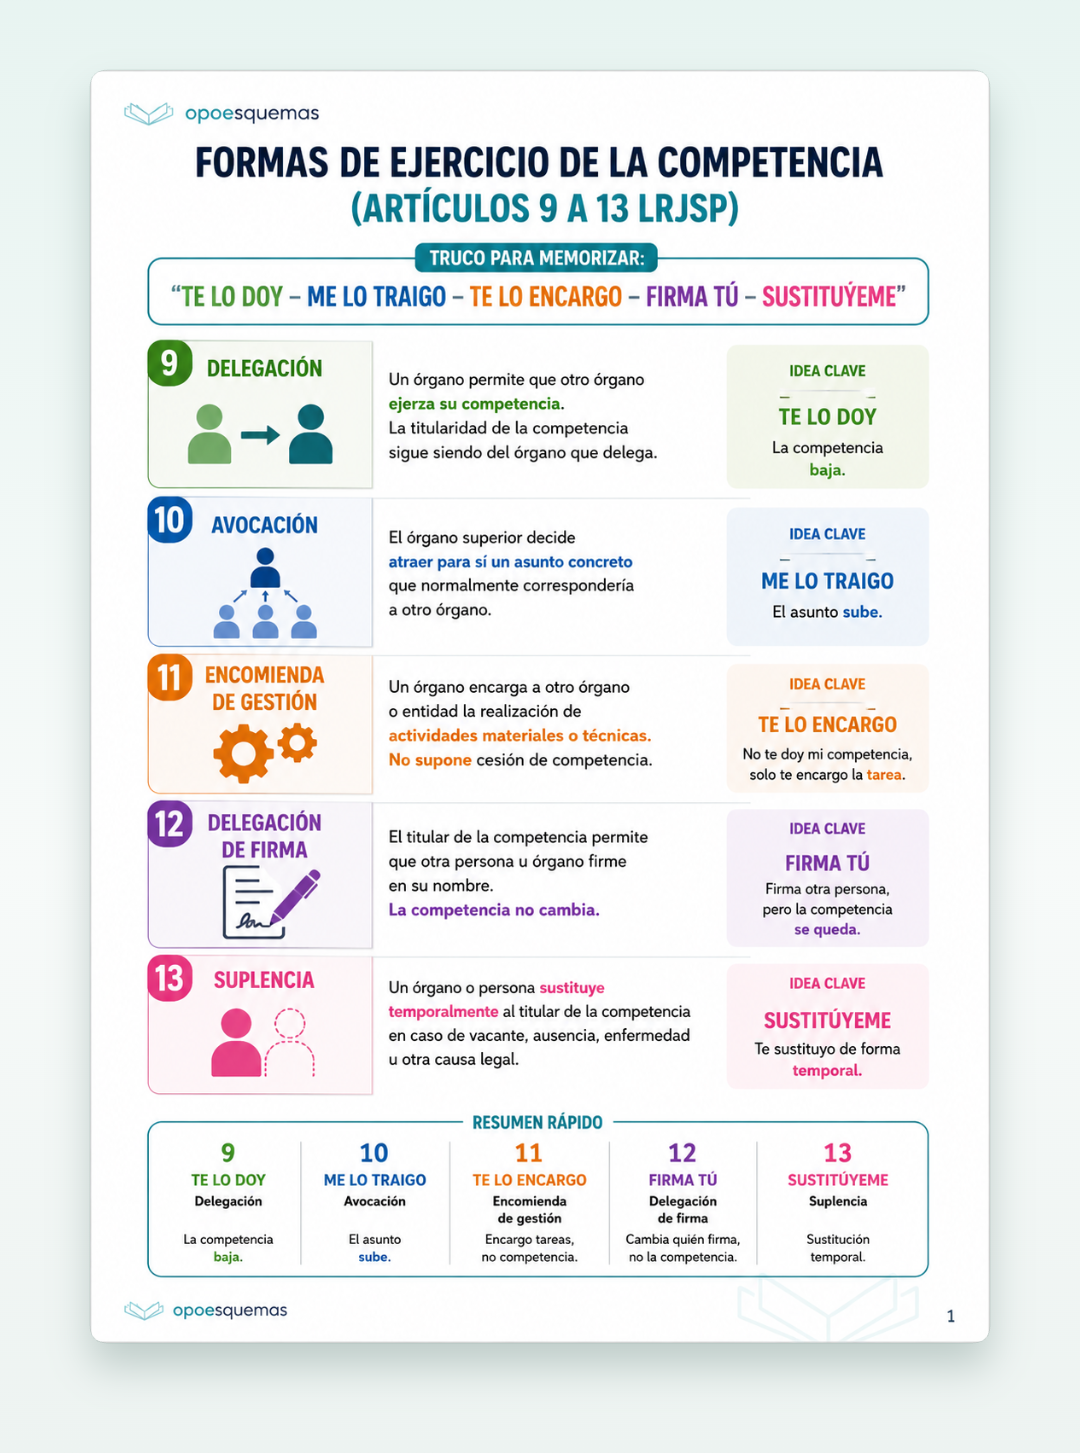 opoesquemas
FORMAS DE EJERCICIO DE LA COMPETENCIA
(ARTÍCULOS 9 A 13 LRJSP)
TRUCO PARA MEMORIZAR:
“TE LO DOY – ME LO TRAIGO – TE LO ENCARGO – FIRMA TÚ – SUSTITUÝEME”
9
DELEGACIÓN
Un órgano permite que otro órgano
ejerza su competencia.
La titularidad de la competencia
sigue siendo del órgano que delega.
IDEA CLAVE
TE LO DOY
La competencia
baja.
10
AVOCACIÓN
El órgano superior decide
atraer para sí un asunto concreto
que normalmente correspondería
a otro órgano.
IDEA CLAVE
ME LO TRAIGO
El asunto sube.
11
ENCOMIENDA
DE GESTIÓN
Un órgano encarga a otro órgano
o entidad la realización de
actividades materiales o técnicas.
No supone cesión de competencia.
IDEA CLAVE
TE LO ENCARGO
No te doy mi competencia,
solo te encargo la tarea.
12
DELEGACIÓN
DE FIRMA
El titular de la competencia permite
que otra persona u órgano firme
en su nombre.
La competencia no cambia.
IDEA CLAVE
FIRMA TÚ
Firma otra persona,
pero la competencia
se queda.
13
SUPLENCIA
Un órgano o persona sustituye
temporalmente al titular de la competencia
en caso de vacante, ausencia, enfermedad
u otra causa legal.
IDEA CLAVE
SUSTITÚYEME
Te sustituyo de forma
temporal.
RESUMEN RÁPIDO
9
TE LO DOY
Delegación
La competencia
baja.
10
ME LO TRAIGO
Avocación
El asunto
sube.
11
TE LO ENCARGO
Encomienda
de gestión
Encargo tareas,
no competencia.
12
FIRMA TÚ
Delegación
de firma
Cambia quién firma,
no la competencia.
13
SUSTITÚYEME
Suplencia
Sustitución
temporal.
opoesquemas
1